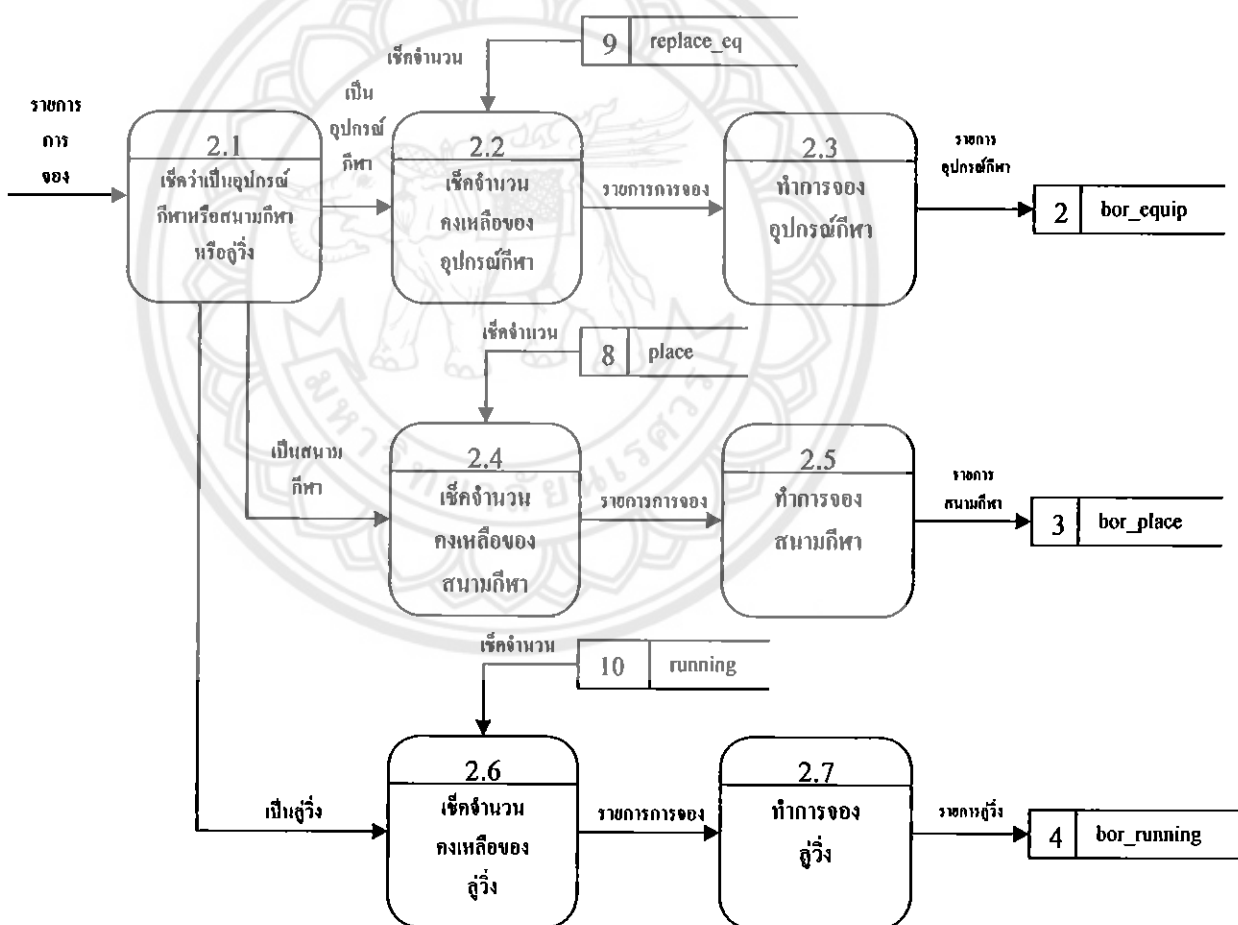 9 replace_eq
เช็คจำนวน
เป็น
อุปกรณ์
กีฬา
รายการ
การ
จอง
2.1
เช็คว่าเป็นอุปกรณ์
กีฬาหรือสนามกีฬา
หรือลู่วิ่ง
2.2
เช็คจำนวน
คงเหลือของ
อุปกรณ์กีฬา
รายการการจอง
2.3
ทำการจอง
อุปกรณ์กีฬา
รายการ
อุปกรณ์กีฬา
2 bor_equip
เช็คจำนวน
8 place
เป็นสนาม
กีฬา
2.4
เช็คจำนวน
คงเหลือของ
สนามกีฬา
รายการการจอง
2.5
ทำการจอง
สนามกีฬา
รายการ
สนามกีฬา
3 bor_place
เช็คจำนวน
10 running
เป็นลู่วิ่ง
2.6
เช็คจำนวน
คงเหลือของ
ลู่วิ่ง
รายการการจอง
2.7
ทำการจอง
ลู่วิ่ง
รายการลู่วิ่ง
4 bor_running
มหาวิทยาลัยนเรศวร